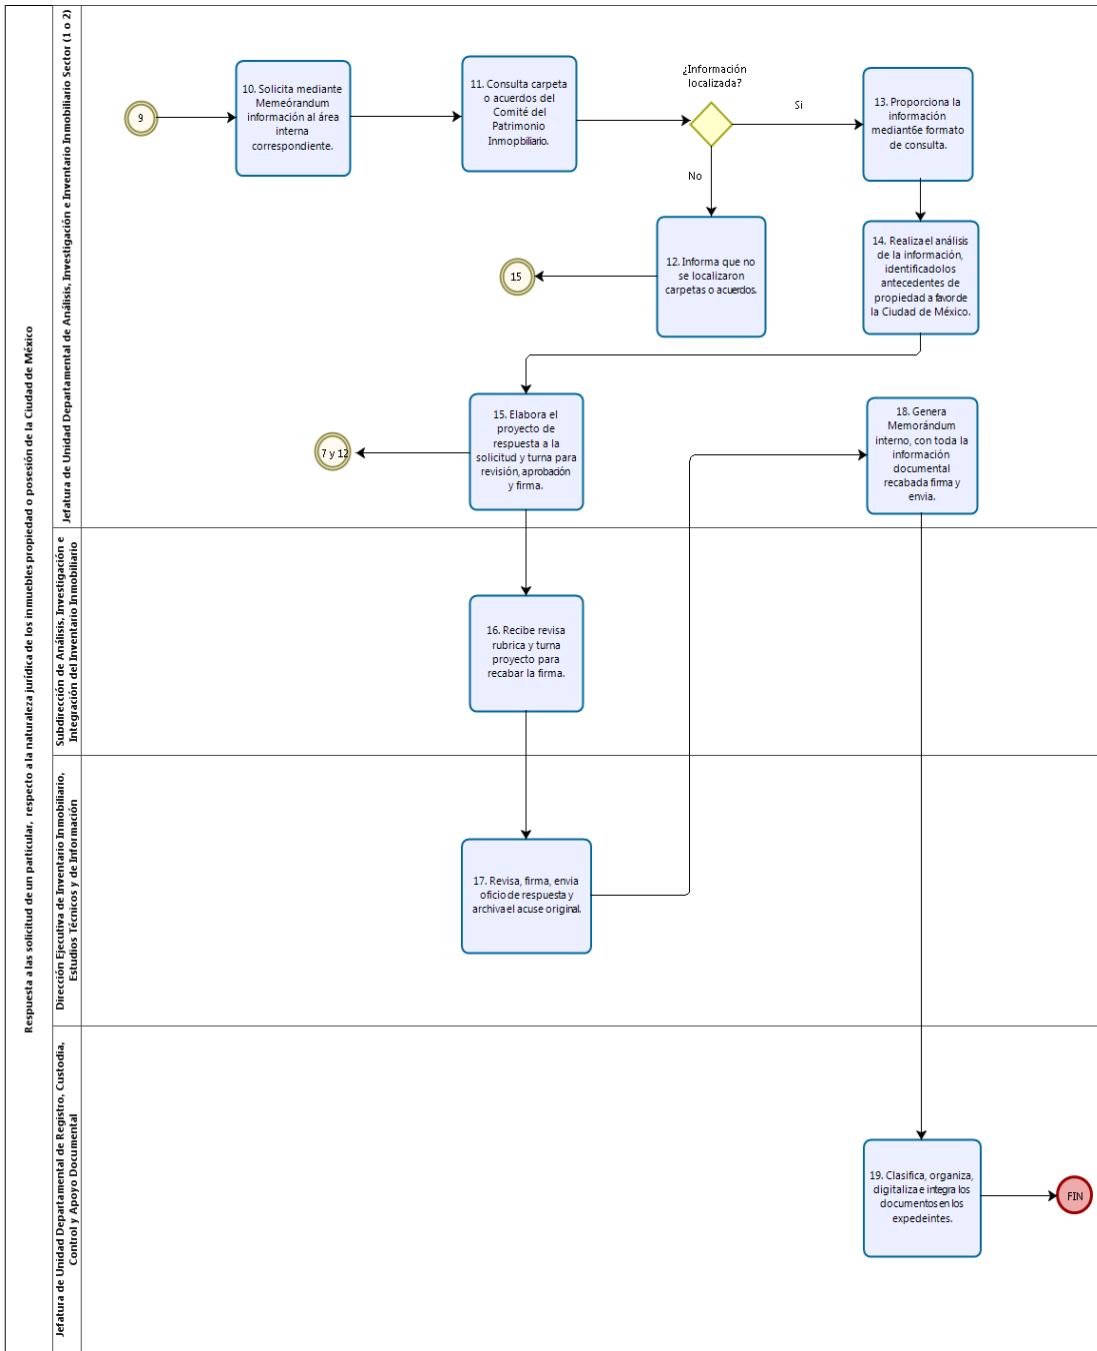 Respuesta a las solicitud de un particular, respecto a la naturaleza jurídica de los inmuebles propiedad o posesión de la Ciudad de México
Jefatura de Unidad Departamental de Análisis, Investigación e Inventario Inmobiliario Sector (1 o 2)
9
10. Solicita mediante
Memeórandum
información al área
interna
correspondiente.
11. Consulta carpeta
o acuerdos del
Comité del
Patrimonio
Inmopbiliario.
¿Información
localizada?
Si
No
13. Proporciona la
información
mediant6e formato
de consulta.
12. Informa que no
se localizaron
carpetas o acuerdos.
15
14. Realiza el análisis
de la información,
identificadolos
antecedentes de
propiedad a favor de
la Ciudad de México.
15. Elabora el
proyecto de
respuesta a la
solicitud y turna para
revisión, aprobación
y firma.
7 y 12
18. Genera
Memorándum
interno, con toda la
información
documental
recabada firma y
envia.
Subdirección de Análisis, Investigación e
Integración del Inventario Inmobiliario
16. Recibe revisa
rubrica y turna
proyecto para
recabar la firma.
Dirección Ejecutiva de Inventario Inmobiliario,
Estudios Técnicos y de Información
17. Revisa, firma, envia
oficio de respuesta y
archiva el acuse original.
Jefatura de Unidad Departamental de Registro, Custodia,
Control y Apoyo Documental
19. Clasifica, organiza,
digitaliza e integra los
documentos en los
expedeintes.
FIN